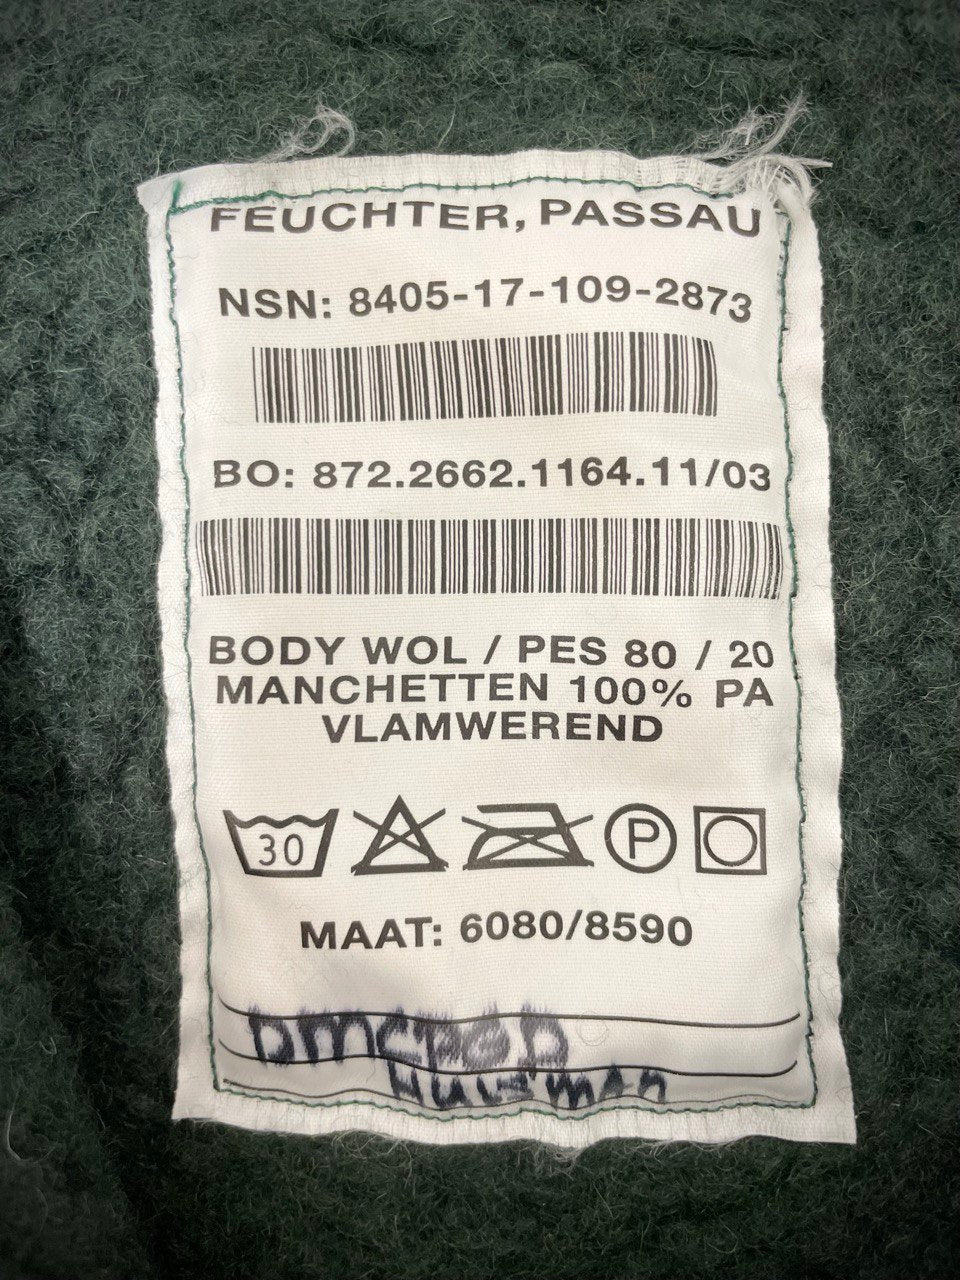 FEUCHTER, PASSAU
NSN: 8405-17-109-2873
BO: 872.2662.1164.11/03
BODY WOL / PES 80 / 20
MANCHETTEN 100% PA
VLAMWEREND
30 P
MAAT: 6080/8590